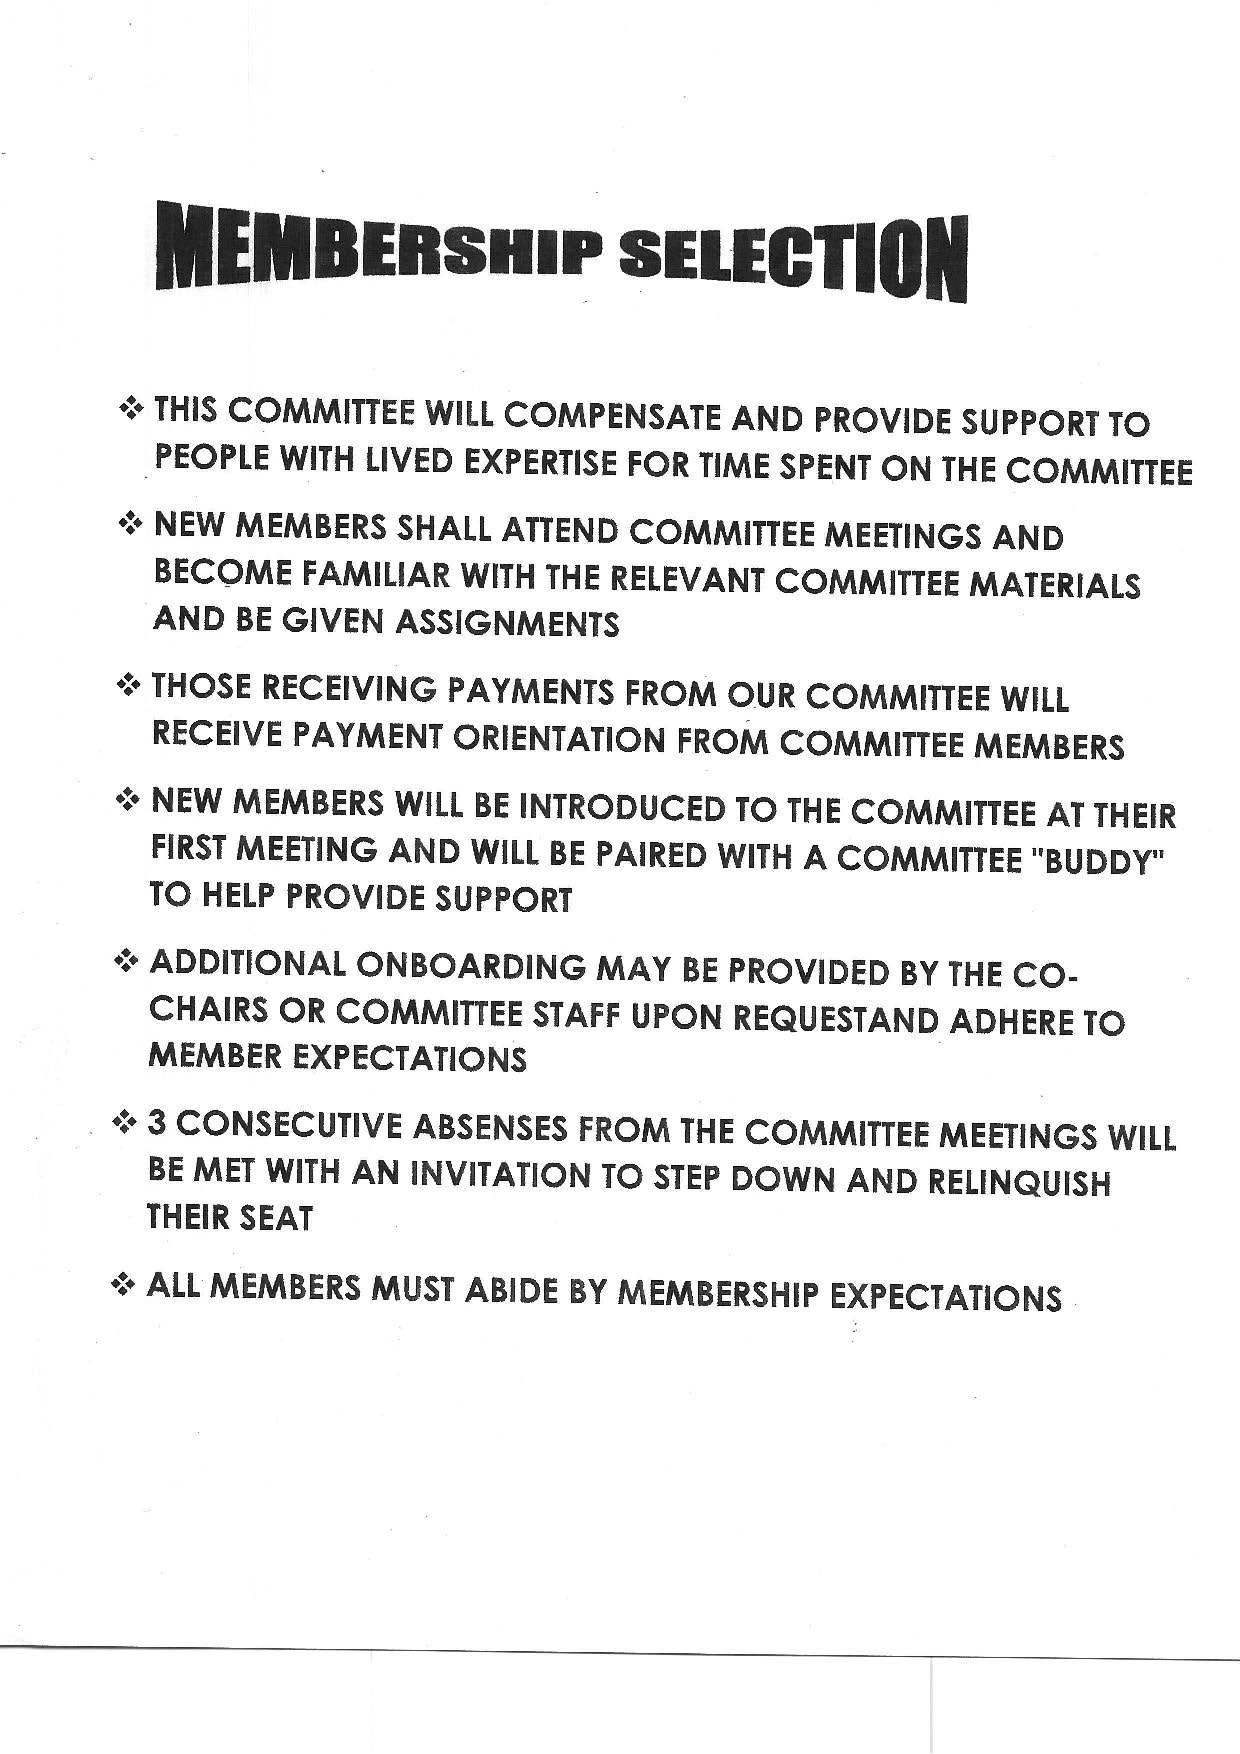 MEMBERSHIP SELECTION
❖ THIS COMMITTEE WILL COMPENSATE AND PROVIDE SUPPORT TO
PEOPLE WITH LIVED EXPERTISE FOR TIME SPENT ON THE COMMITTEE
❖ NEW MEMBERS SHALL ATTEND COMMITTEE MEETINGS AND
BECOME FAMILIAR WITH THE RELEVANT COMMITTEE MATERIALS
AND BE GIVEN ASSIGNMENTS
❖ THOSE RECEIVING PAYMENTS FROM OUR COMMITTEE WILL
RECEIVE PAYMENT ORIENTATION FROM COMMITTEE MEMBERS
❖ NEW MEMBERS WILL BE INTRODUCED TO THE COMMITTEE AT THEIR
FIRST MEETING AND WILL BE PAIRED WITH A COMMITTEE "BUDDY"
TO HELP PROVIDE SUPPORT
❖ ADDITIONAL ONBOARDING MAY BE PROVIDED BY THE CO-
CHAIRS OR COMMITTEE STAFF UPON REQUESTAND ADHERE TO
MEMBER EXPECTATIONS
❖ 3 CONSECUTIVE ABSENSES FROM THE COMMITTEE MEETINGS WILL
BE MET WITH AN INVITATION TO STEP DOWN AND RELINQUISH
THEIR SEAT
❖ ALL MEMBERS MUST ABIDE BY MEMBERSHIP EXPECTATIONS